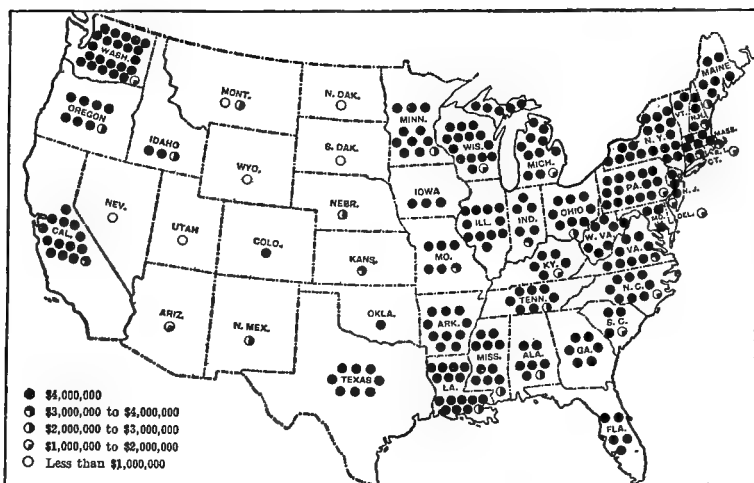 WASH.
MONT.
N. DAK.
MINN.
MAINE
VT.
N.H.
OREGON
IDAHO
WYO.
S. DAK.
WIS.
MICH.
N. Y.
MASS.
R.I.
CT.
NEV.
UTAH
COLO.
NEBR.
IOWA
ILL.
IND.
OHIO
PA.
N. J.
MD.
DEL.
CAL.
KANS.
MO.
KY.
W. VA.
VA.
ARIZ.
N. MEX.
OKLA.
ARK.
TENN.
N. C.
S. C.
TEXAS
LA.
MISS.
ALA.
GA.
FLA.
$4,000,000
$3,000,000 to $4,000,000
$2,000,000 to $3,000,000
$1,000,000 to $2,000,000
Less than $1,000,000